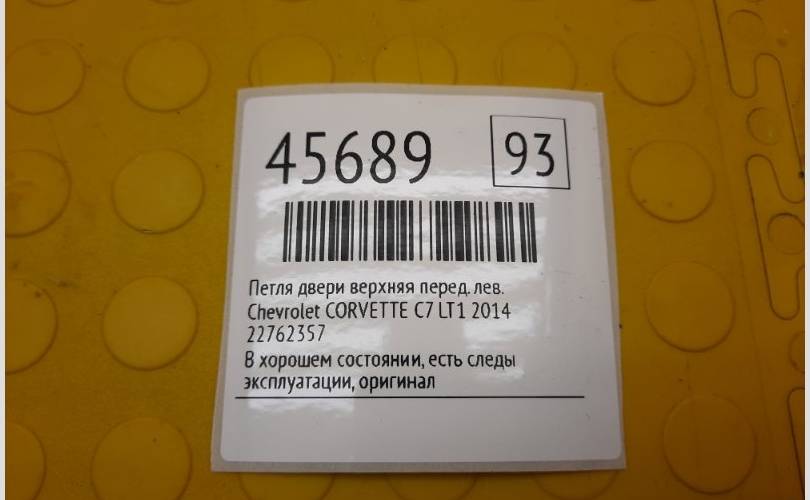 45689 93
Петля двери верхняя перед. лев.
Chevrolet CORVETTE C7 LT1 2014
22762357
В хорошем состоянии, есть следы
эксплуатации, оригинал